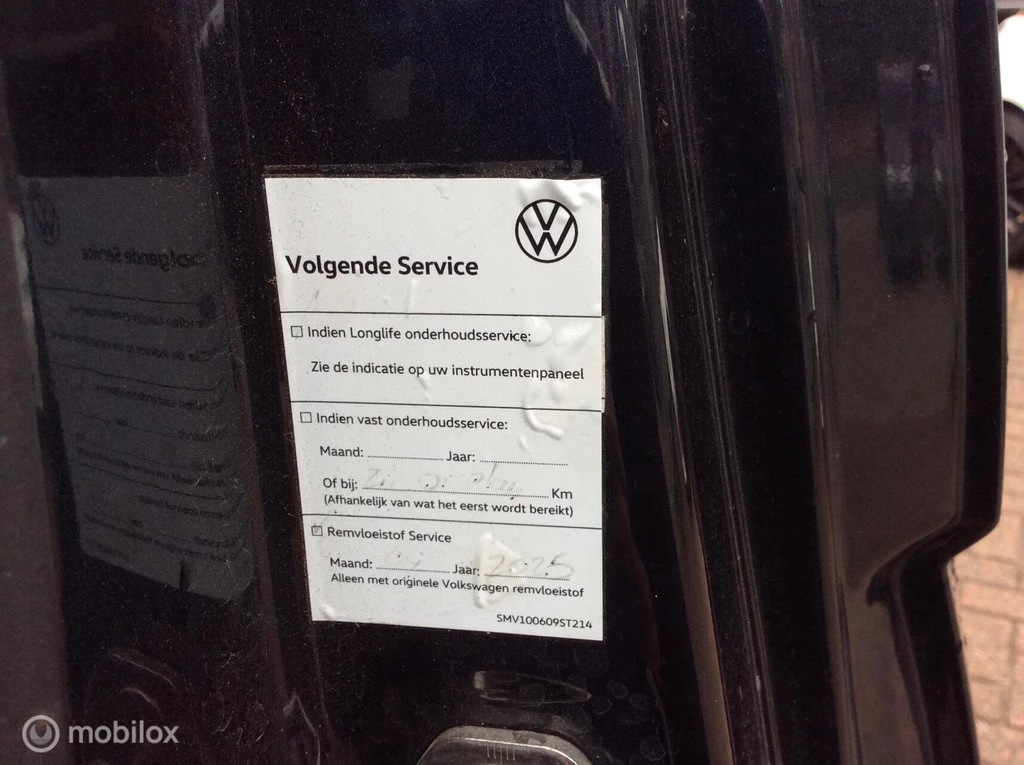 Volgende Service
Indien Longlife onderhoudsservice:
Zie de indicatie op uw instrumentenpaneel
Indien vast onderhoudsservice:
Maand: Jaar:
Of bij: Km
(Afhankelijk van wat het eerst wordt bereikt)
Remvloeistof Service
Maand: Jaar: 2025
Alleen met originele Volkswagen remvloeistof
SMV100609ST214
mobilox